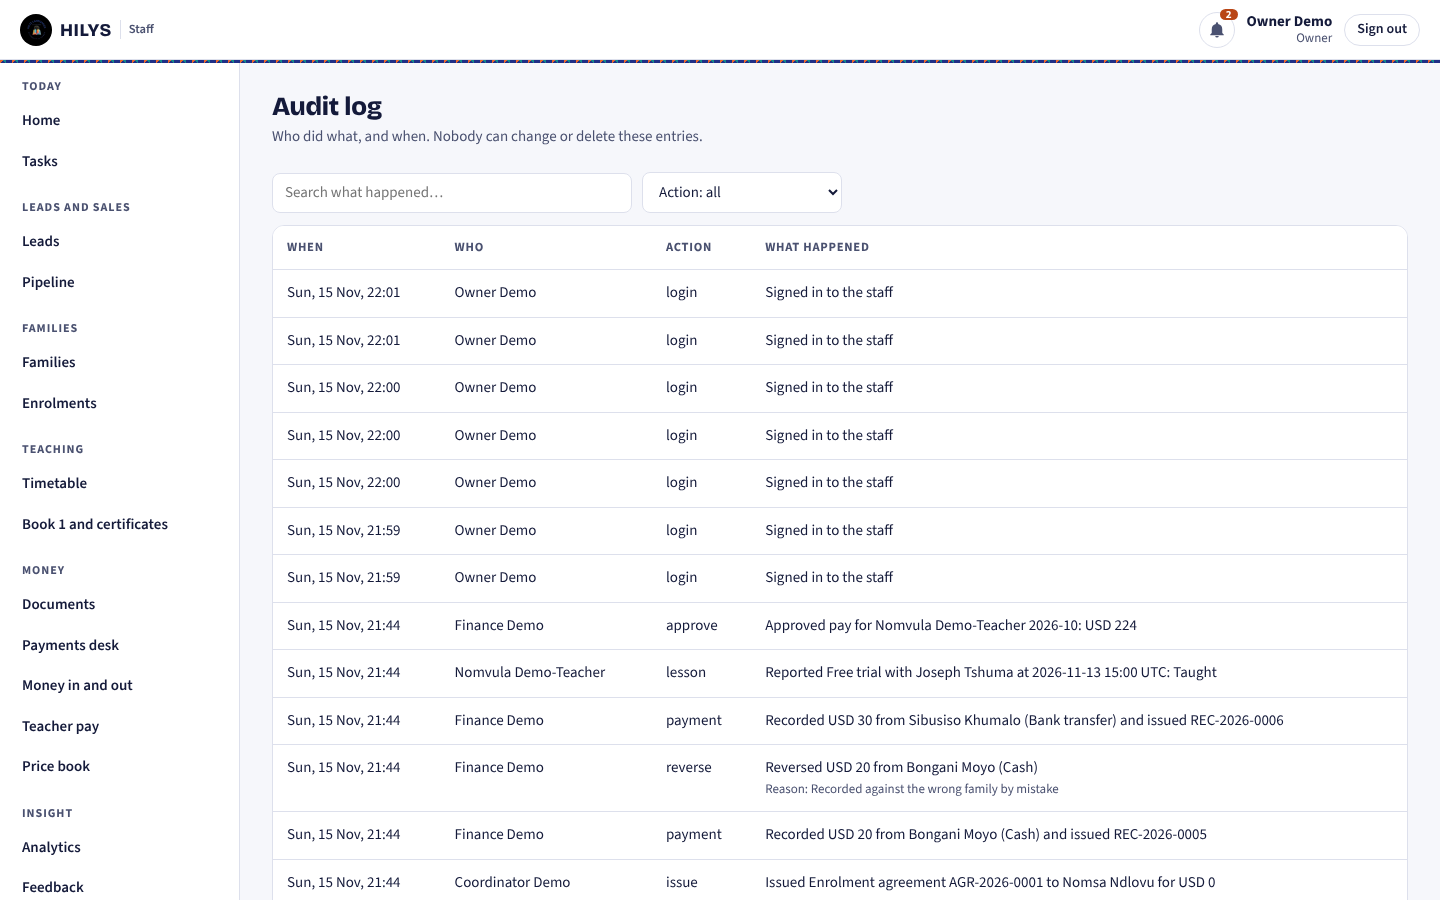 HILYS Staff
2
Owner Demo
Owner
Sign out
TODAY
Home
Tasks
LEADS AND SALES
Leads
Pipeline
FAMILIES
Families
Enrolments
TEACHING
Timetable
Book 1 and certificates
MONEY
Documents
Payments desk
Money in and out
Teacher pay
Price book
INSIGHT
Analytics
Feedback
Audit log
Who did what, and when. Nobody can change or delete these entries.
Search what happened…
Action: all
WHEN WHO ACTION WHAT HAPPENED
Sun, 15 Nov, 22:01 Owner Demo login Signed in to the staff
Sun, 15 Nov, 22:01 Owner Demo login Signed in to the staff
Sun, 15 Nov, 22:00 Owner Demo login Signed in to the staff
Sun, 15 Nov, 22:00 Owner Demo login Signed in to the staff
Sun, 15 Nov, 22:00 Owner Demo login Signed in to the staff
Sun, 15 Nov, 21:59 Owner Demo login Signed in to the staff
Sun, 15 Nov, 21:59 Owner Demo login Signed in to the staff
Sun, 15 Nov, 21:44 Finance Demo approve Approved pay for Nomvula Demo-Teacher 2026-10: USD 224
Sun, 15 Nov, 21:44 Nomvula Demo-Teacher lesson Reported Free trial with Joseph Tshuma at 2026-11-13 15:00 UTC: Taught
Sun, 15 Nov, 21:44 Finance Demo payment Recorded USD 30 from Sibusiso Khumalo (Bank transfer) and issued REC-2026-0006
Sun, 15 Nov, 21:44 Finance Demo reverse Reversed USD 20 from Bongani Moyo (Cash)
Reason: Recorded against the wrong family by mistake
Sun, 15 Nov, 21:44 Finance Demo payment Recorded USD 20 from Bongani Moyo (Cash) and issued REC-2026-0005
Sun, 15 Nov, 21:44 Coordinator Demo issue Issued Enrolment agreement AGR-2026-0001 to Nomsa Ndlovu for USD 0